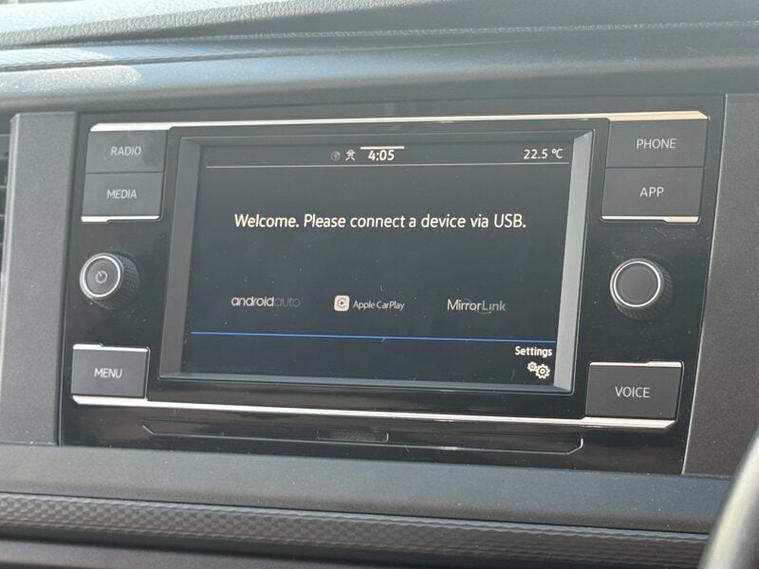 RADIO
MEDIA
MENU
4:05
22.5 °C
Welcome. Please connect a device via USB.
androidauto
Apple CarPlay
MirrorLink
Settings
PHONE
APP
VOICE